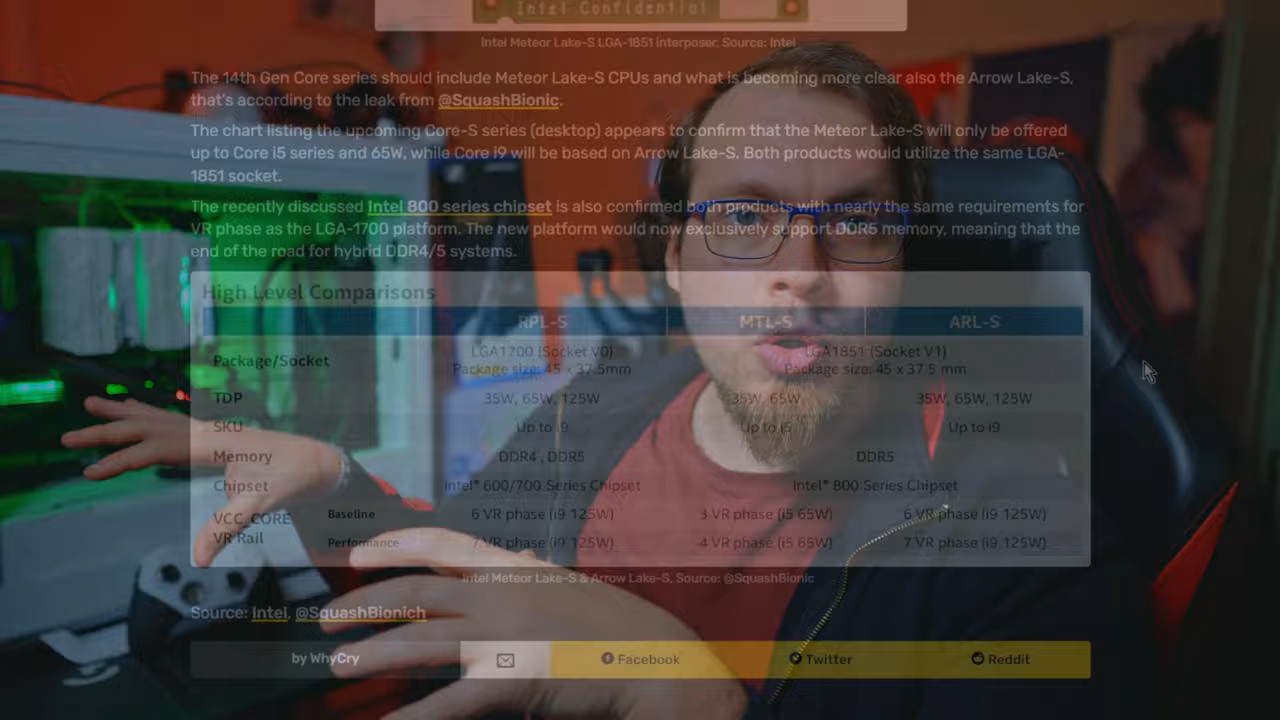 Intel Confidential
Intel Meteor Lake-S LGA-1851 interposer, Source: Intel
The 14th Gen Core series should include Meteor Lake-S CPUs and what is becoming more clear also the Arrow Lake-S,
that's according to the leak from @SquashBionic.
The chart listing the upcoming Core-S series (desktop) appears to confirm that the Meteor Lake-S will only be offered
up to Core i5 series and 65W, while Core i9 will be based on Arrow Lake-S. Both products would utilize the same LGA-
1851 socket.
The recently discussed Intel 800 series chipset is also confirmed both products with nearly the same requirements for
VR phase as the LGA-1700 platform. The new platform would now exclusively support DDR5 memory, meaning that the
end of the road for hybrid DDR4/5 systems.
High Level Comparisons
RPL-S MTL-S ARL-S
Package/Socket LGA1700 (Socket V0) LGA1851 (Socket V1)
Package size: 45 x 37.5mm Package size: 45 x 37.5 mm
TDP 35W, 65W, 125W 35W, 65W 35W, 65W, 125W
SKU Up to i9 Up to i5 Up to i9
Memory DDR4 , DDR5 DDR5
Chipset Intel® 600/700 Series Chipset Intel® 800 Series Chipset
VCC_CORE Baseline 6 VR phase (i9 125W) 3 VR phase (i5 65W) 6 VR phase (i9 125W)
VR Rail Performance 7 VR phase (i9 125W) 4 VR phase (i5 65W) 7 VR phase (i9 125W)
Intel Meteor Lake-S & Arrow Lake-S, Source: @SquashBionic
Source: Intel, @SquashBionich
by WhyCry Facebook Twitter Reddit